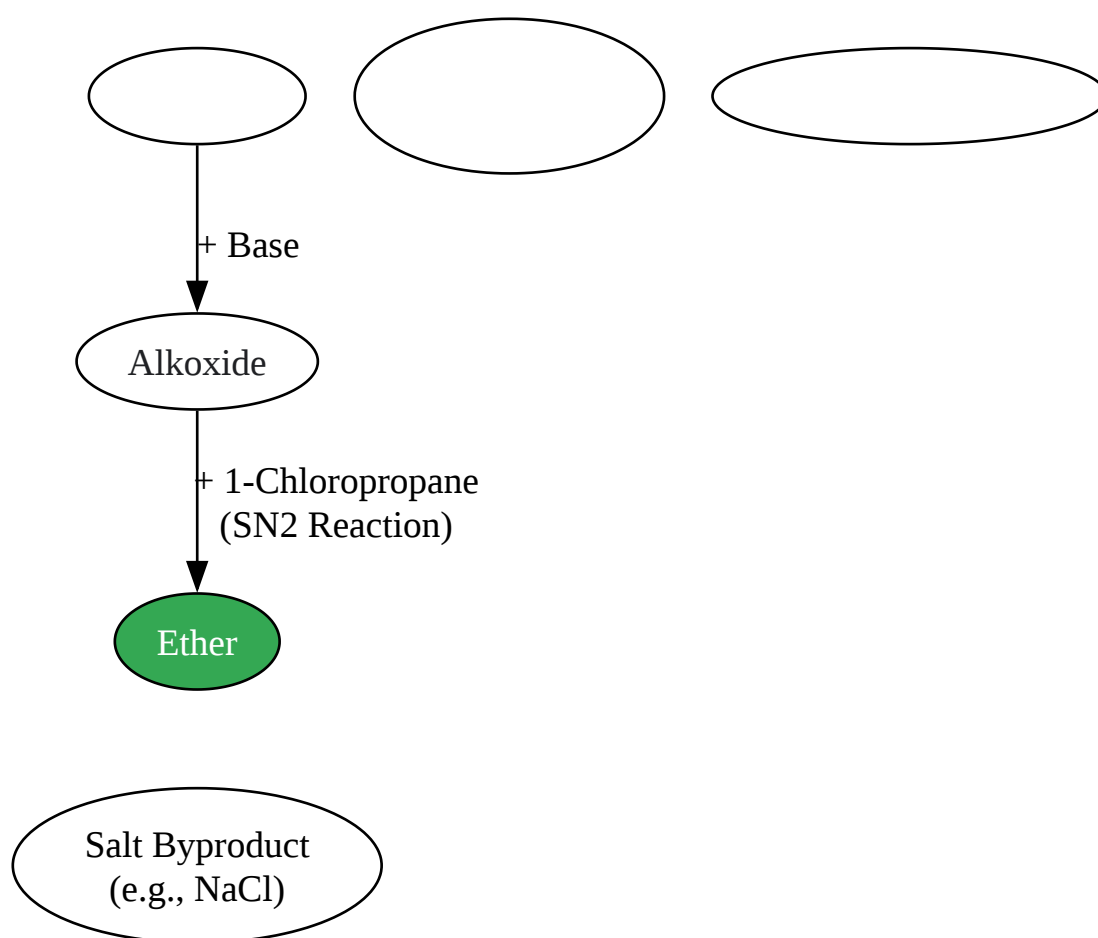 + Base
Alkoxide
+ 1-Chloropropane
(SN2 Reaction)
Ether
Salt Byproduct
(e.g., NaCl)